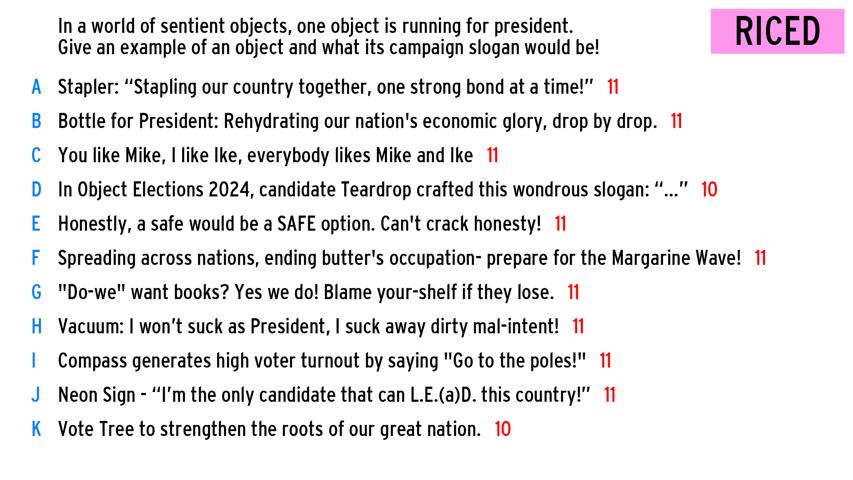 In a world of sentient objects, one object is running for president.
Give an example of an object and what its campaign slogan would be!
RICED
A Stapler: “Stapling our country together, one strong bond at a time!” 11
B Bottle for President: Rehydrating our nation's economic glory, drop by drop. 11
C You like Mike, I like Ike, everybody likes Mike and Ike 11
D In Object Elections 2024, candidate Teardrop crafted this wondrous slogan: “...” 10
E Honestly, a safe would be a SAFE option. Can't crack honesty! 11
F Spreading across nations, ending butter's occupation- prepare for the Margarine Wave! 11
G "Do-we" want books? Yes we do! Blame your-shelf if they lose. 11
H Vacuum: I won’t suck as President, I suck away dirty mal-intent! 11
I Compass generates high voter turnout by saying "Go to the poles!" 11
J Neon Sign - “I’m the only candidate that can L.E.(a)D. this country!” 11
K Vote Tree to strengthen the roots of our great nation. 10